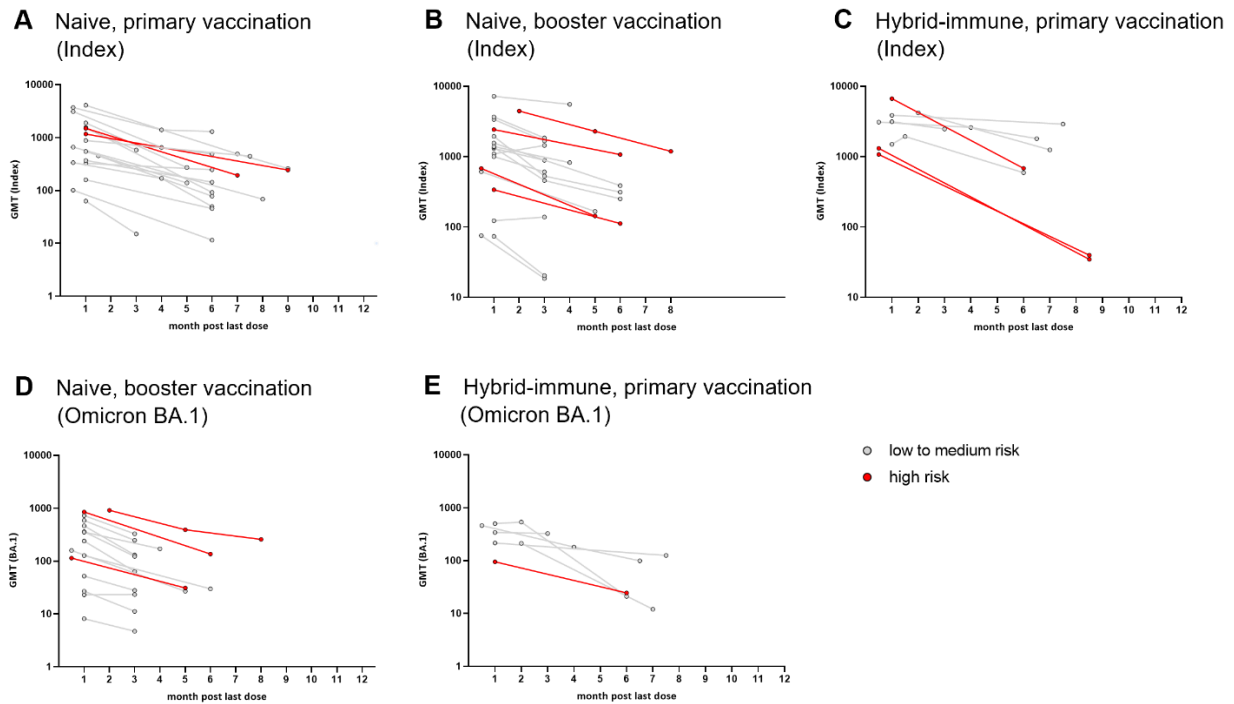 A Naive, primary vaccination
(Index)
B Naive, booster vaccination
(Index)
C Hybrid-immune, primary vaccination
(Index)
10000
1000
100
10
1
GMT (Index)
1 2 3 4 5 6 7 8 9 10 11 12
month post last dose
10000
1000
100
10
GMT (Index)
1 2 3 4 5 6 7 8
month post last dose
10000
1000
100
10
GMT (Index)
1 2 3 4 5 6 7 8 9 10 11 12
month post last dose
D Naive, booster vaccination
(Omicron BA.1)
E Hybrid-immune, primary vaccination
(Omicron BA.1)
10000
1000
100
10
1
GMT (BA.1)
1 2 3 4 5 6 7 8 9 10 11 12
month post last dose
10000
1000
100
10
1
GMT (BA.1)
1 2 3 4 5 6 7 8 9 10 11 12
month post last dose
low to medium risk
high risk